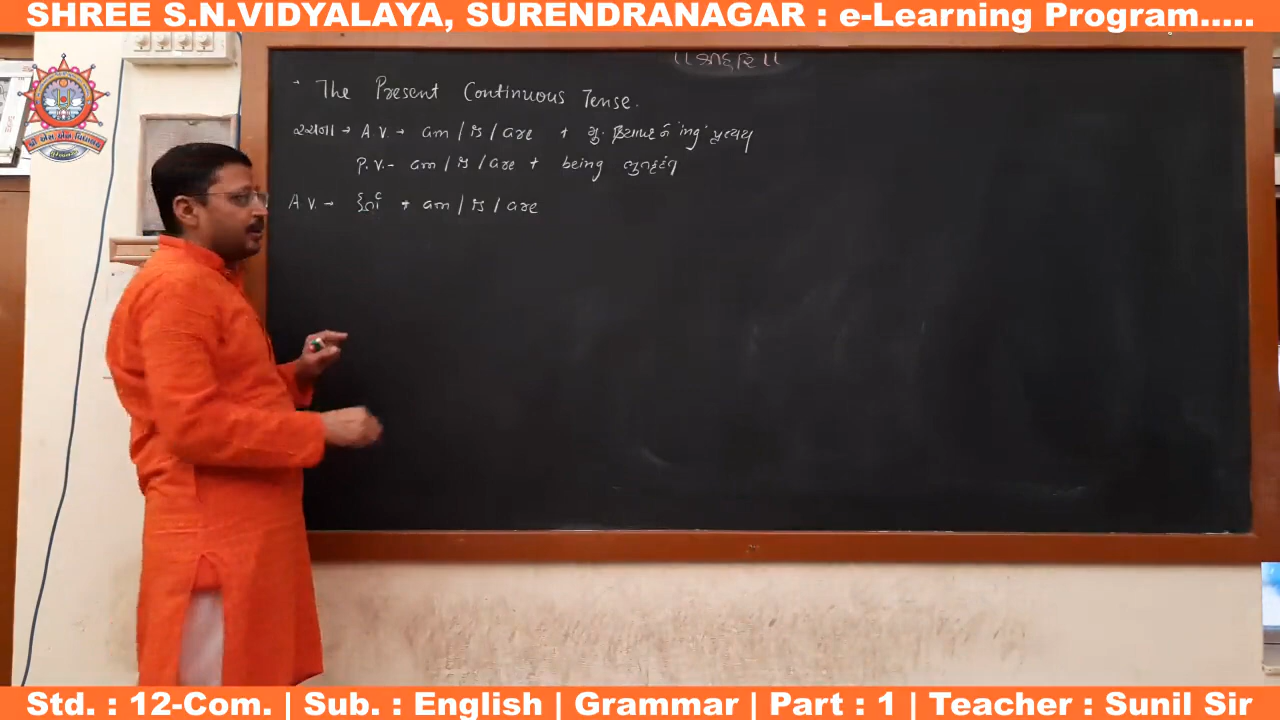 SHREE S.N.VIDYALAYA, SURENDRANAGAR : e-Learning Program.....
।। શ્રીહરિ ।।
The Present Continuous Tense.
રચના → A.V. → am / is / are + મુ. ક્રિયાપદને 'ing' પ્રત્યય
P.V. - am / is / are + being ભુતકૃદંત
A V. → કર્તા + am / is / are
Std. : 12-Com. | Sub. : English | Grammar | Part : 1 | Teacher : Sunil Sir